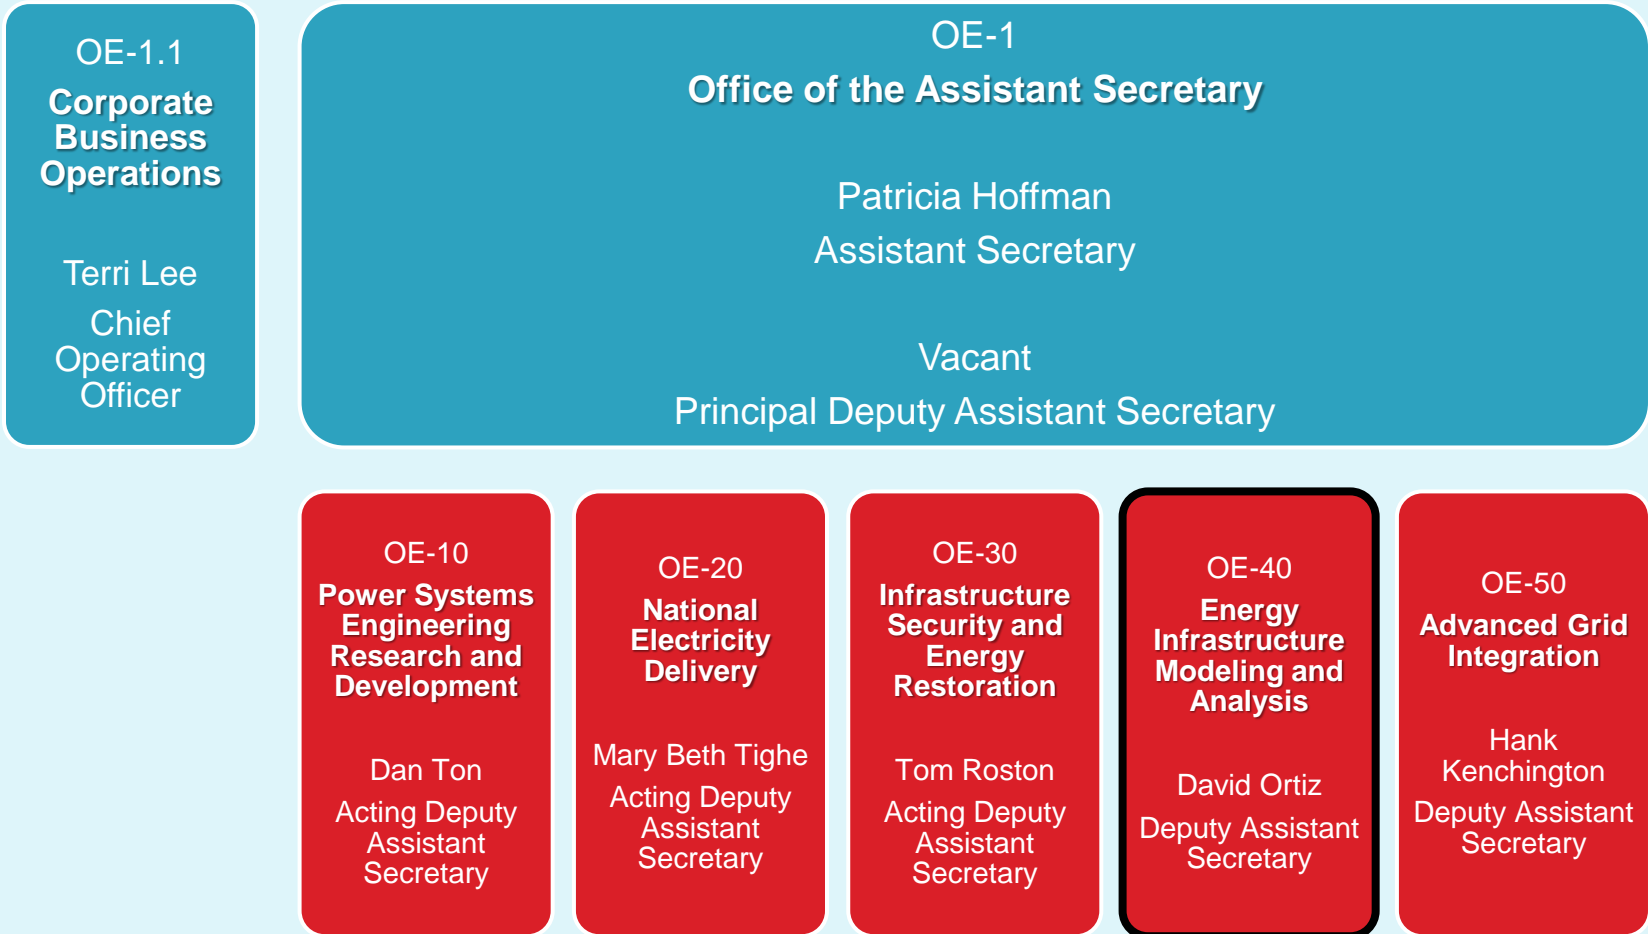 OE-1.1
Corporate
Business
Operations
Terri Lee
Chief
Operating
Officer
OE-1
Office of the Assistant Secretary
Patricia Hoffman
Assistant Secretary
Vacant
Principal Deputy Assistant Secretary
OE-10
Power Systems
Engineering
Research and
Development
Dan Ton
Acting Deputy
Assistant
Secretary
OE-20
National
Electricity
Delivery
Mary Beth Tighe
Acting Deputy
Assistant
Secretary
OE-30
Infrastructure
Security and
Energy
Restoration
Tom Roston
Acting Deputy
Assistant
Secretary
OE-40
Energy
Infrastructure
Modeling and
Analysis
David Ortiz
Deputy Assistant
Secretary
OE-50
Advanced Grid
Integration
Hank
Kenchington
Deputy Assistant
Secretary